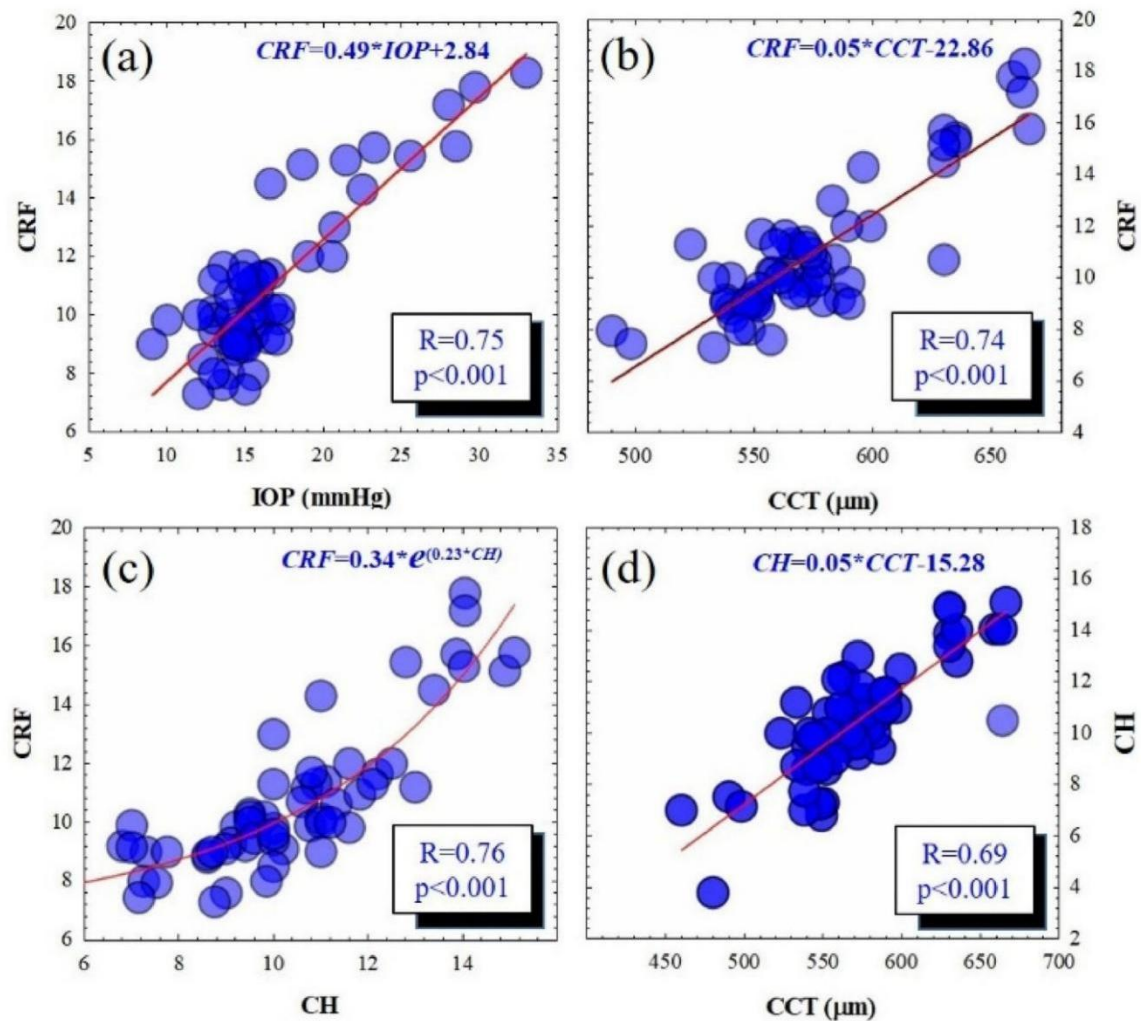 (a)
CRF=0.49*IOP+2.84
R=0.75
p<0.001
CRF
20
18
16
14
12
10
8
6
5
10
15
20
25
30
35
IOP (mmHg)
(b)
CRF=0.05*CCT-22.86
R=0.74
p<0.001
20
18
16
14
12
10
8
6
4
CRF
500
550
600
650
CCT (μm)
(c)
CRF=0.34*e(0.23*CH)
R=0.76
p<0.001
CRF
20
18
16
14
12
10
8
6
6
8
10
12
14
CH
(d)
CH=0.05*CCT-15.28
R=0.69
p<0.001
18
16
14
12
10
8
6
4
2
CH
450
500
550
600
650
700
CCT (μm)